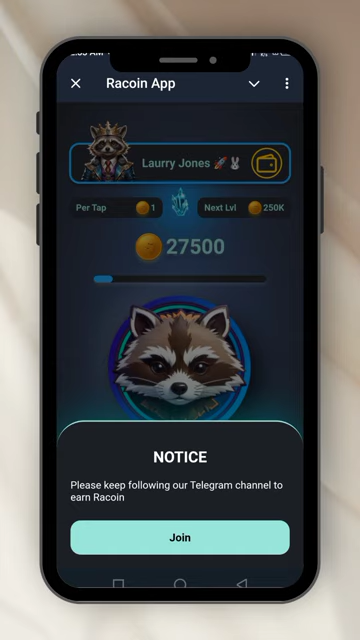 Racoin App
Laurry Jones 🚀🐰
Per Tap 1
Next Lvl 250K
27500
NOTICE
Please keep following our Telegram channel to
earn Racoin
Join